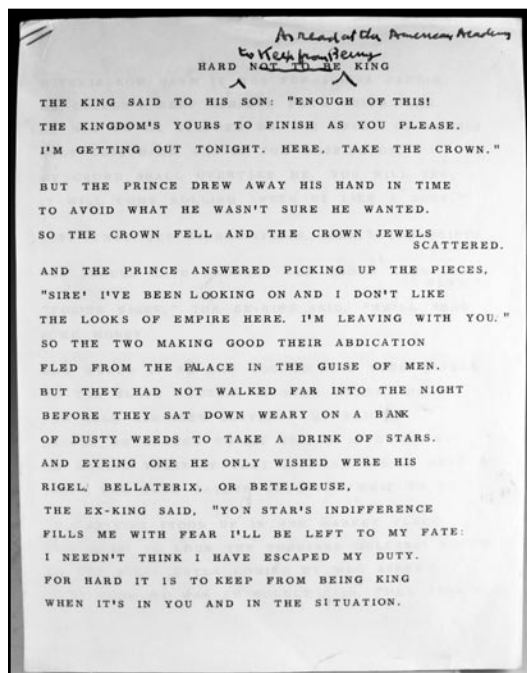 As read at the American Academy
to Keep from Being
HARD NOT TO BE KING
THE KING SAID TO HIS SON: "ENOUGH OF THIS!
THE KINGDOM'S YOURS TO FINISH AS YOU PLEASE.
I'M GETTING OUT TONIGHT. HERE, TAKE THE CROWN."
BUT THE PRINCE DREW AWAY HIS HAND IN TIME
TO AVOID WHAT HE WASN'T SURE HE WANTED.
SO THE CROWN FELL AND THE CROWN JEWELS
SCATTERED.
AND THE PRINCE ANSWERED PICKING UP THE PIECES,
"SIRE' I'VE BEEN LOOKING ON AND I DON'T LIKE
THE LOOKS OF EMPIRE HERE. I'M LEAVING WITH YOU."
SO THE TWO MAKING GOOD THEIR ABDICATION
FLED FROM THE PALACE IN THE GUISE OF MEN.
BUT THEY HAD NOT WALKED FAR INTO THE NIGHT
BEFORE THEY SAT DOWN WEARY ON A BANK
OF DUSTY WEEDS TO TAKE A DRINK OF STARS.
AND EYEING ONE HE ONLY WISHED WERE HIS
RIGEL, BELLATERIX, OR BETELGEUSE,
THE EX-KING SAID, "YON STAR'S INDIFFERENCE
FILLS ME WITH FEAR I'LL BE LEFT TO MY FATE:
I NEEDN'T THINK I HAVE ESCAPED MY DUTY.
FOR HARD IT IS TO KEEP FROM BEING KING
WHEN IT'S IN YOU AND IN THE SITUATION.